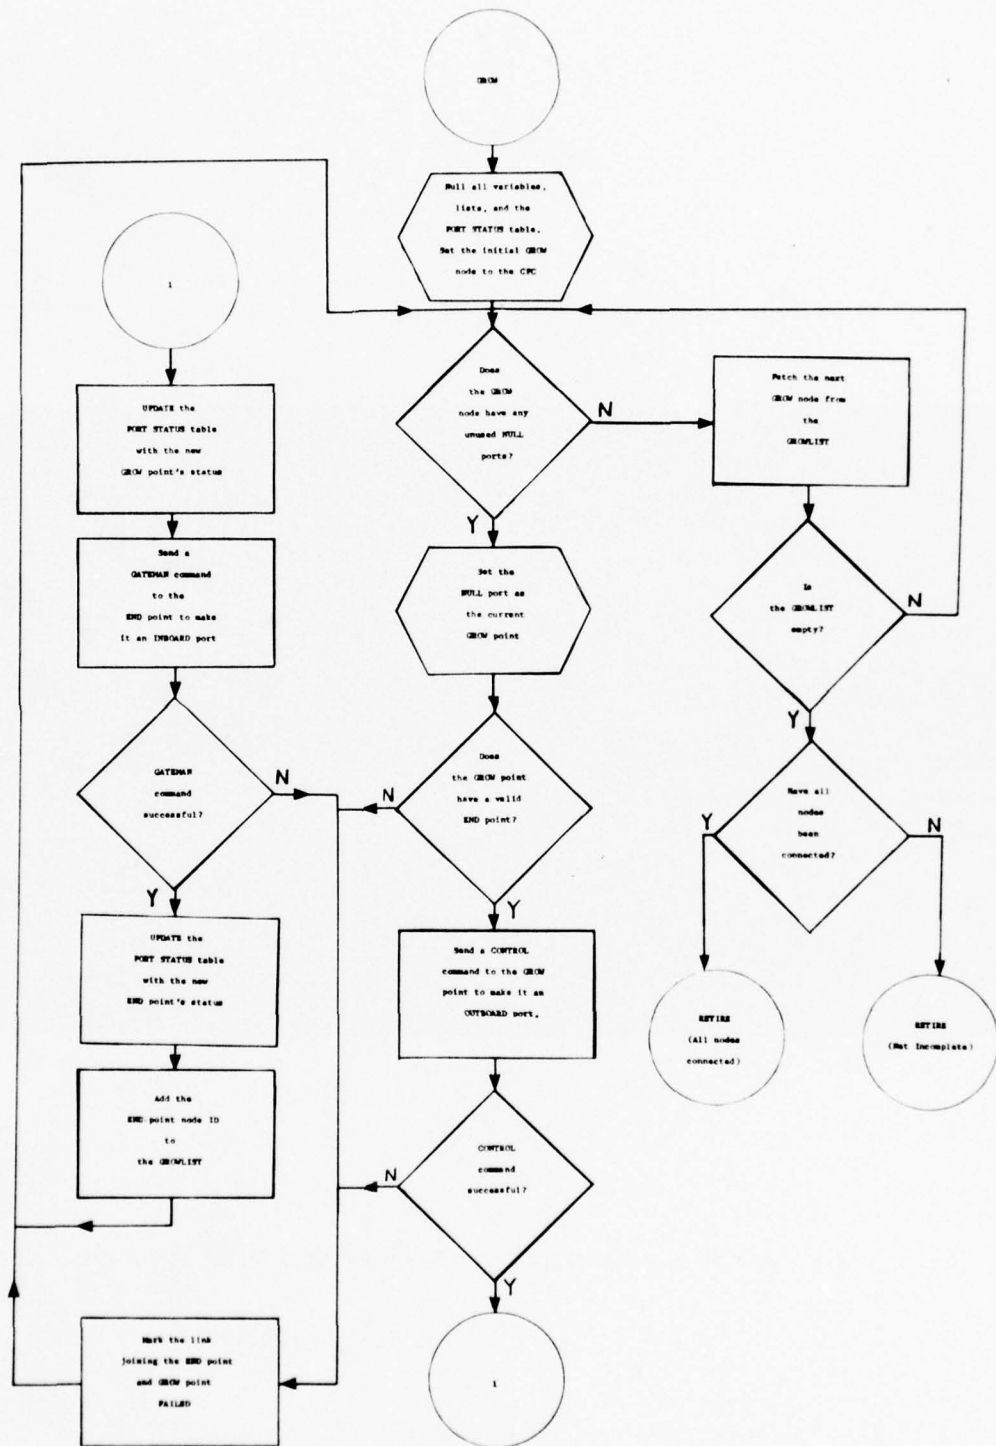 GROW
Null all variables,
lists, and the
PORT STATUS table.
Set the initial GROW
node to the CPC
1
UPDATE the
PORT STATUS table
with the new
GROW point's status
Send a
GATEMAN command
to the
END point to make
it an INBOARD port
GATEMAN
command
successful?
N
Y
UPDATE the
PORT STATUS table
with the new
END point's status
Add the
END point node ID
to
the GROWLIST
Mark the link
joining the END point
and GROW point
FAILED
Does
the GROW
node have any
unused NULL
ports?
N
Y
Set the
NULL port as
the current
GROW point
Does
the GROW point
have a valid
END point?
N
Y
Send a CONTROL
command to the GROW
point to make it an
OUTBOARD port.
CONTROL
command
successful?
N
Y
1
Fetch the next
GROW node from
the
GROWLIST
Is
the GROWLIST
empty?
N
Y
Have all
nodes
been
connected?
Y
N
RETIRE
(All nodes
connected)
RETIRE
(Net Incomplete)